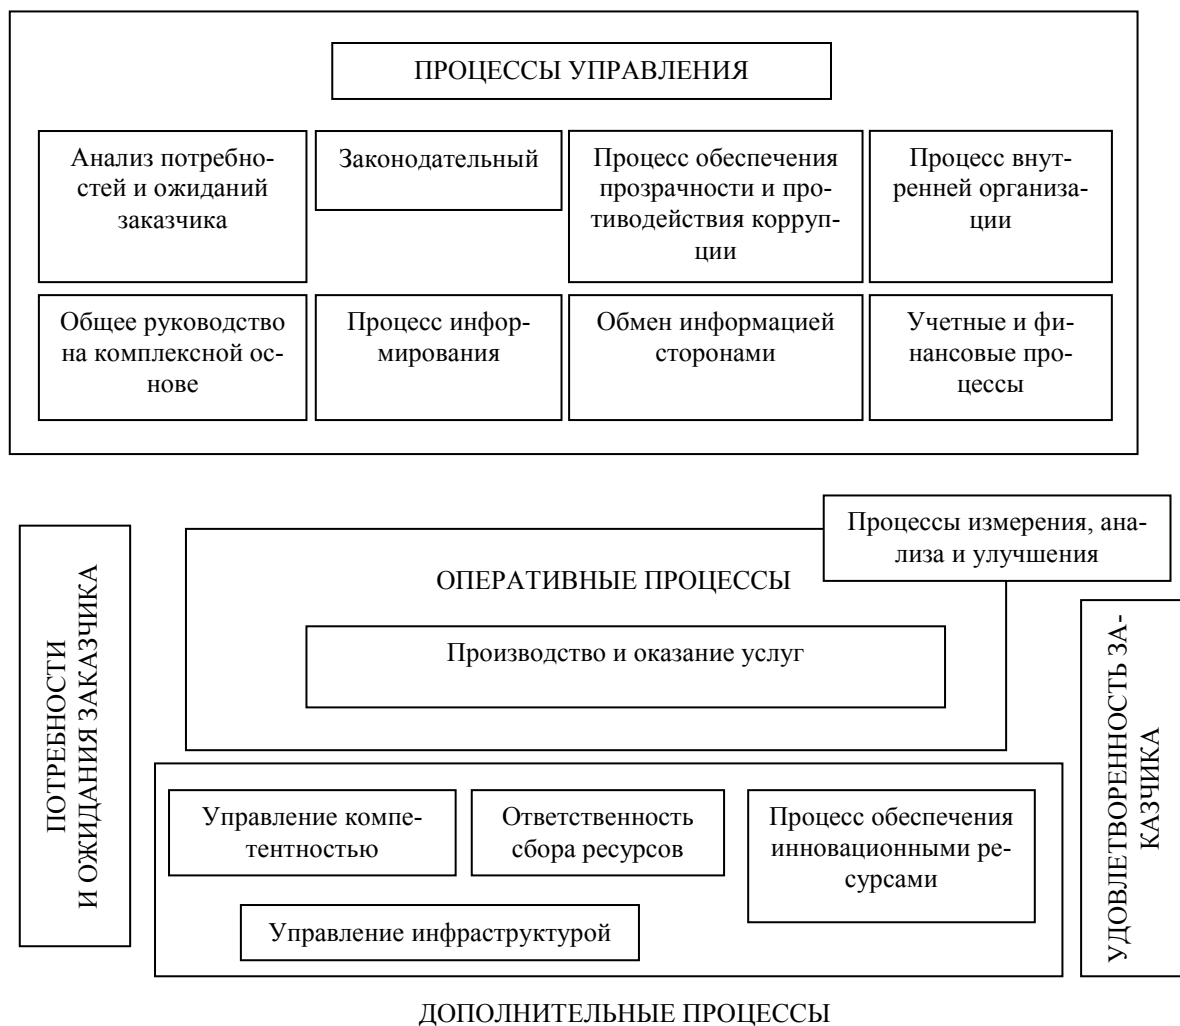 ПРОЦЕССЫ УПРАВЛЕНИЯ
Анализ потребно-
стей и ожиданий
заказчика
Законодательный
Процесс обеспечения
прозрачности и про-
тиводействия корруп-
ции
Процесс внут-
ренней организа-
ции
Общее руководство
на комплексной ос-
нове
Процесс инфор-
мирования
Обмен информацией
сторонами
Учетные и фи-
нансовые про-
цессы
ПОТРЕБНОСТИ
И ОЖИДАНИЯ ЗАКАЗЧИКА
Процессы измерения, ана-
лиза и улучшения
ОПЕРАТИВНЫЕ ПРОЦЕССЫ
Производство и оказание услуг
УДОВЛЕТВОРЕННОСТЬ ЗА-
КАЗЧИКА
Управление компе-
тентностью
Ответственность
сбора ресурсов
Процесс обеспечения
инновационными ре-
сурсами
Управление инфраструктурой
ДОПОЛНИТЕЛЬНЫЕ ПРОЦЕССЫ